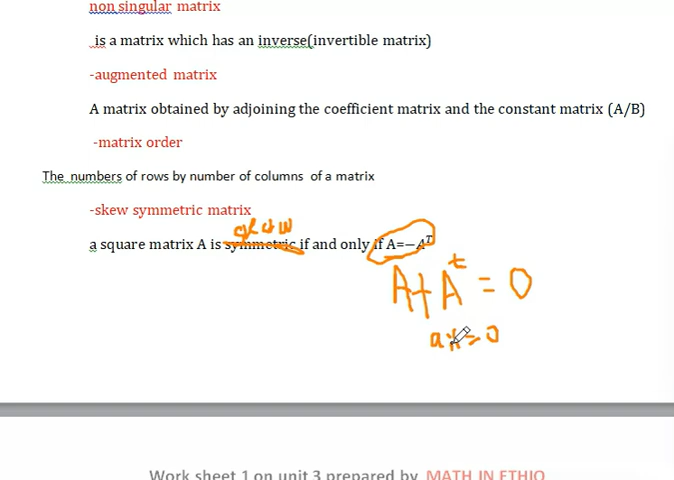 non singular matrix
is a matrix which has an inverse(invertible matrix)
-augmented matrix
A matrix obtained by adjoining the coefficient matrix and the constant matrix (A/B)
-matrix order
The numbers of rows by number of columns of a matrix
-skew symmetric matrix
skew
a square matrix A is symmetric if and only if A=−Aᵀ
A+Aᵗ = 0
Work sheet 1 on unit 3 prepared by MATH IN ETHIO